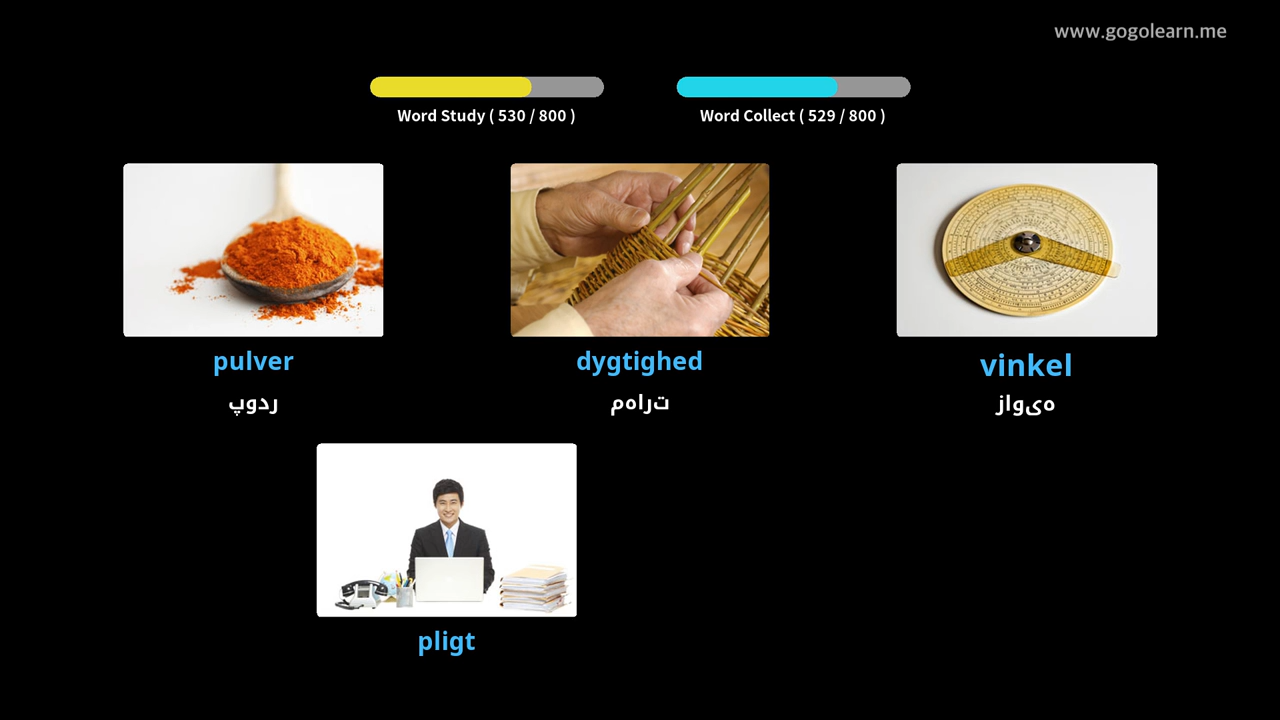 www.gogolearn.me
Word Study ( 530 / 800 )
Word Collect ( 529 / 800 )
pulver
dygtighed
vinkel
پودر
مهارت
زاویه
pligt